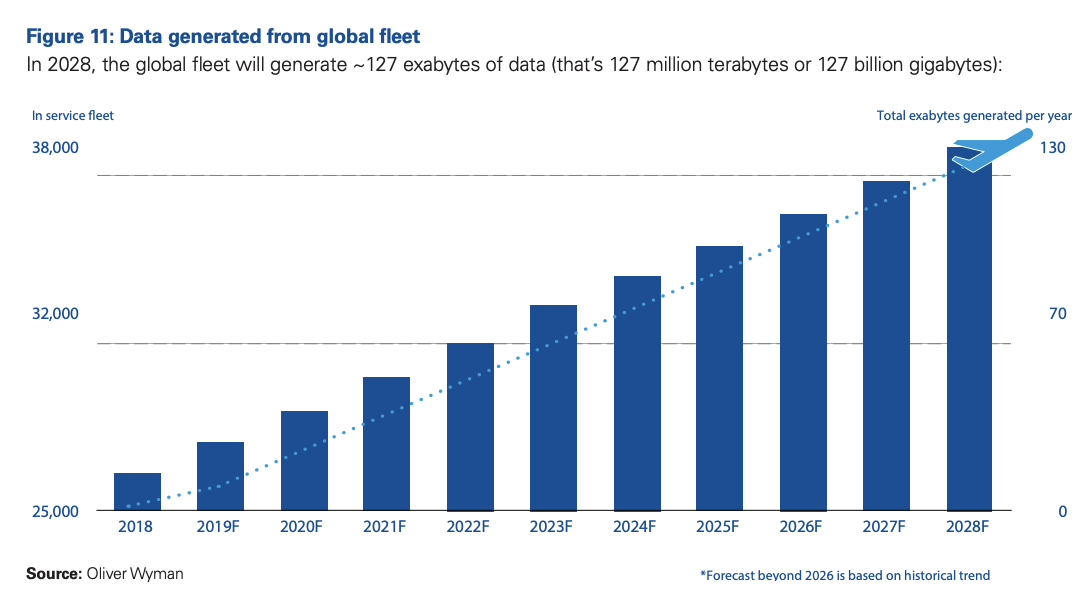 Figure 11: Data generated from global fleet
In 2028, the global fleet will generate ~127 exabytes of data (that's 127 million terabytes or 127 billion gigabytes):
In service fleet
Total exabytes generated per year
38,000
130
32,000
70
25,000
0
2018 2019F 2020F 2021F 2022F 2023F 2024F 2025F 2026F 2027F 2028F
Source: Oliver Wyman
*Forecast beyond 2026 is based on historical trend